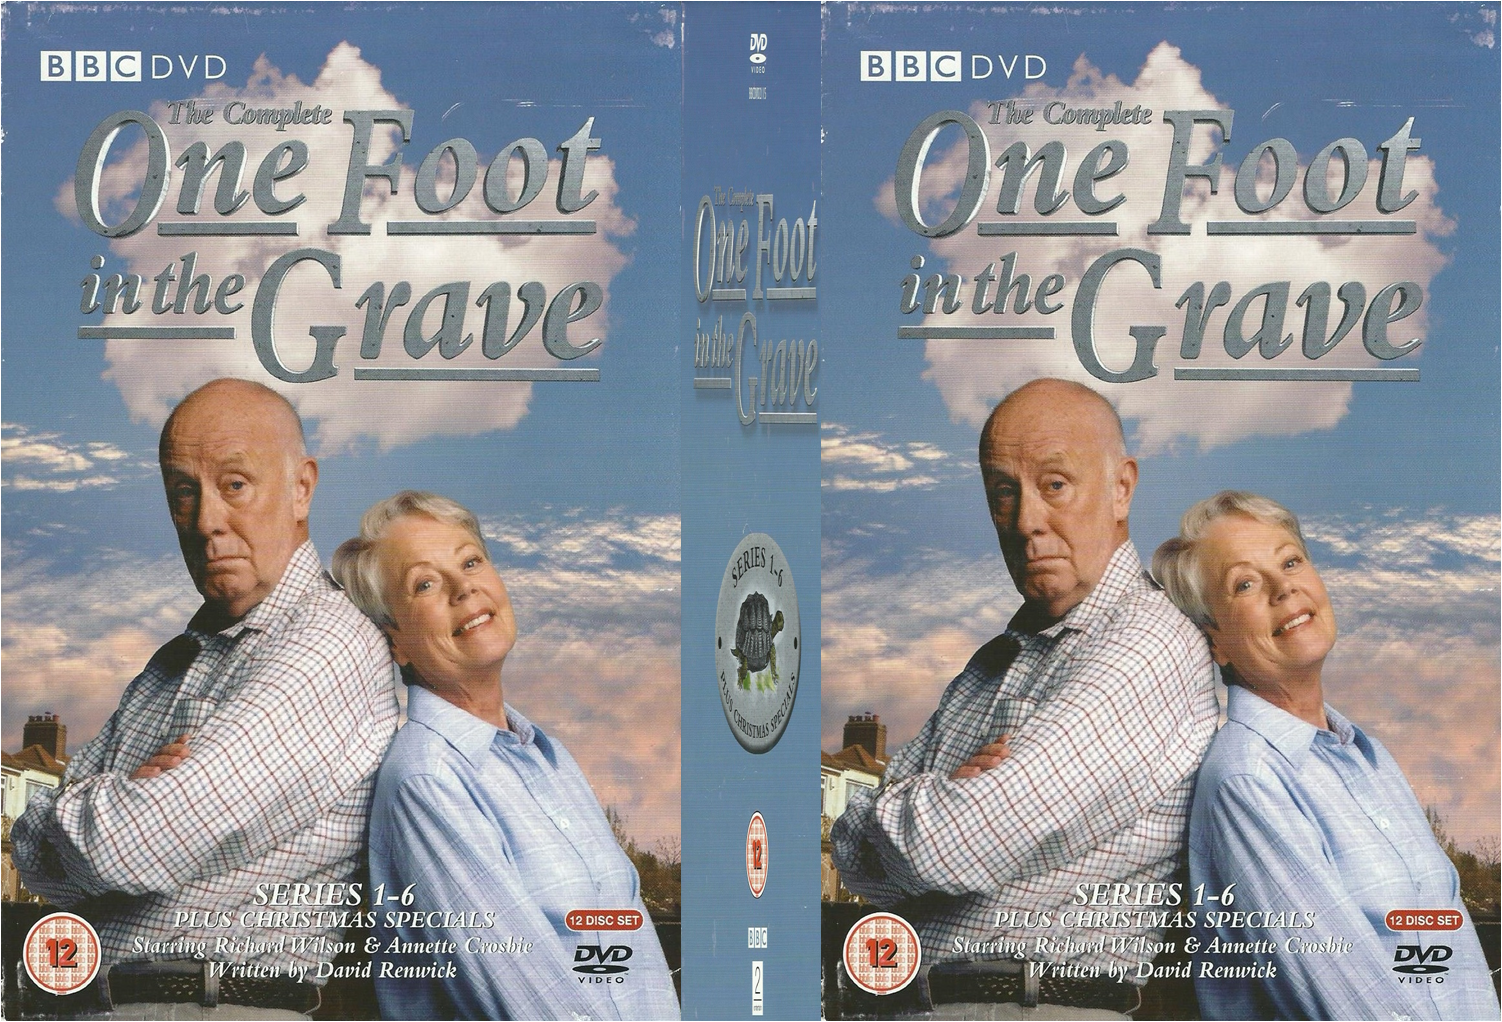 BBC DVD
The Complete
One Foot
in the Grave
SERIES 1-6
PLUS CHRISTMAS SPECIALS
12 DISC SET
Starring Richard Wilson & Annette Crosbie
Written by David Renwick
12
DVD
VIDEO
DVD
VIDEO
The Complete
One Foot
in the Grave
SERIES 1-6
PLUS CHRISTMAS SPECIALS
12
BBC
2
BBC DVD
The Complete
One Foot
in the Grave
SERIES 1-6
PLUS CHRISTMAS SPECIALS
12 DISC SET
Starring Richard Wilson & Annette Crosbie
Written by David Renwick
12
DVD
VIDEO